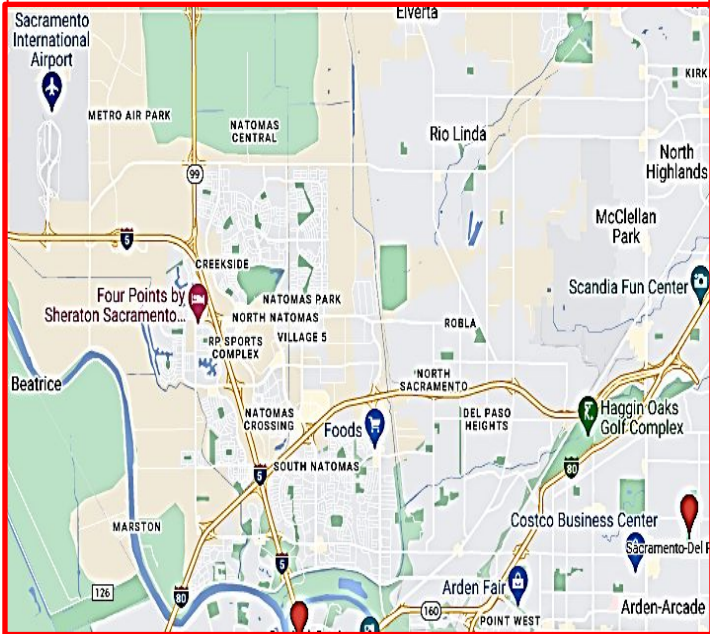 Elverta
Sacramento
International
Airport
KIRK
METRO AIR PARK
NATOMAS
CENTRAL
Rio Linda
North
Highlands
99
McClellan
Park
5
CREEKSIDE
Scandia Fun Center
Four Points by
Sheraton Sacramento...
NATOMAS PARK
NORTH NATOMAS
ROBLA
VILLAGE 5
RP SPORTS
COMPLEX
NORTH
SACRAMENTO
Beatrice
Haggin Oaks
Golf Complex
NATOMAS
CROSSING
DEL PASO
HEIGHTS
Foods
SOUTH NATOMAS
5
80
MARSTON
Costco Business Center
Sacramento-Del
5
126
80
Arden Fair
160
POINT WEST
Arden-Arcade